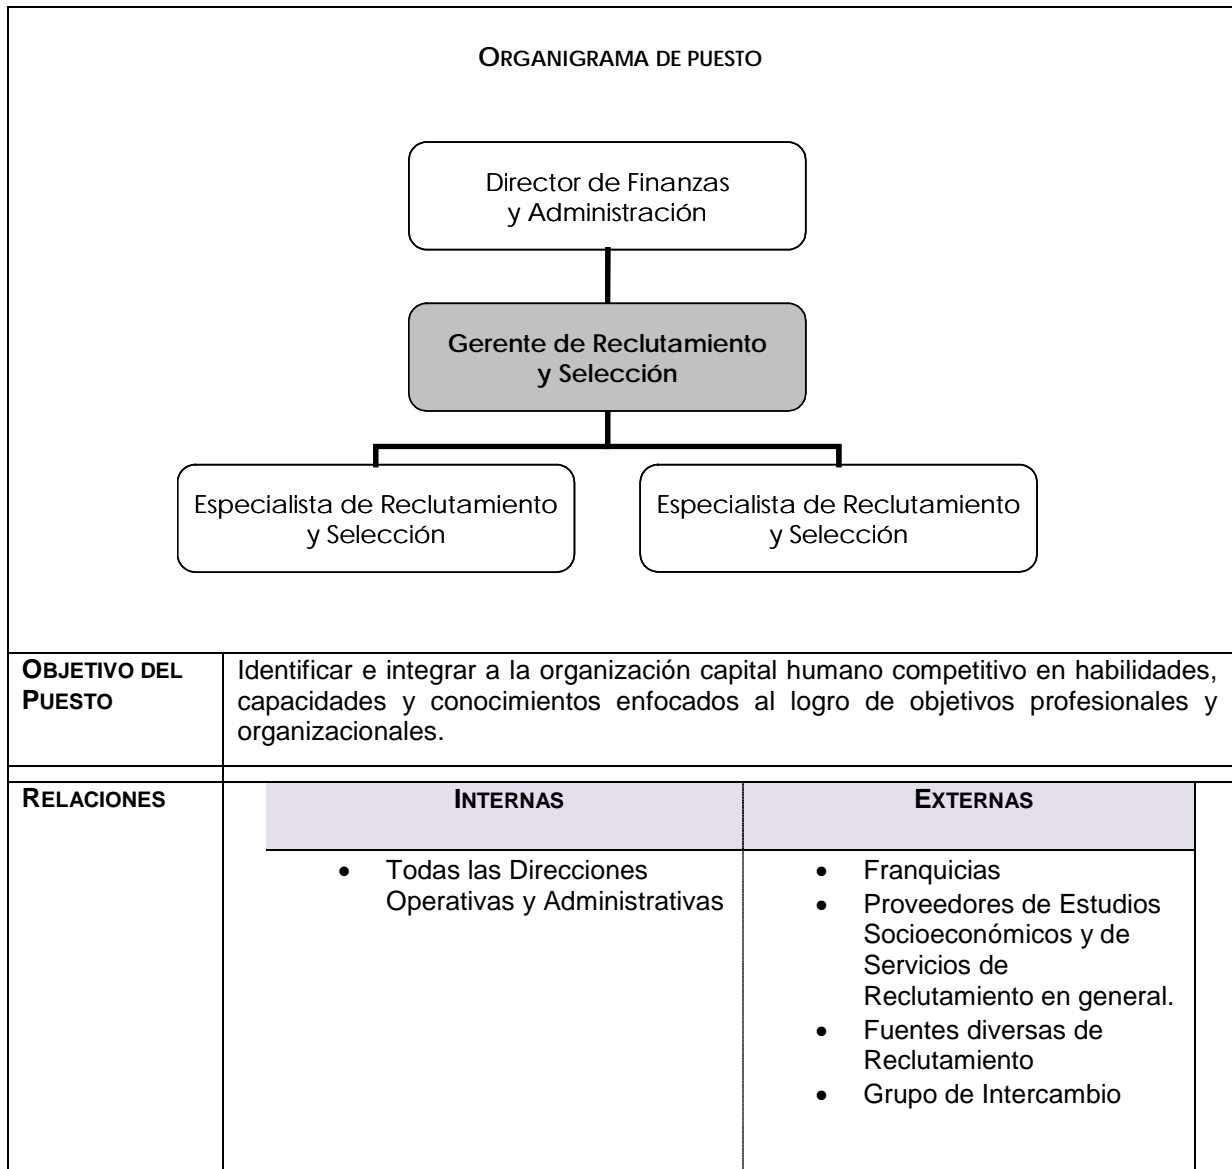 ORGANIGRAMA DE PUESTO
Director de Finanzas
y Administración
Gerente de Reclutamiento
y Selección
Especialista de Reclutamiento
y Selección
Especialista de Reclutamiento
y Selección
OBJETIVO DEL
PUESTO
Identificar e integrar a la organización capital humano competitivo en habilidades,
capacidades y conocimientos enfocados al logro de objetivos profesionales y
organizacionales.
RELACIONES
INTERNAS
EXTERNAS
• Todas las Direcciones
Operativas y Administrativas
• Franquicias
• Proveedores de Estudios
Socioeconómicos y de
Servicios de
Reclutamiento en general.
• Fuentes diversas de
Reclutamiento
• Grupo de Intercambio